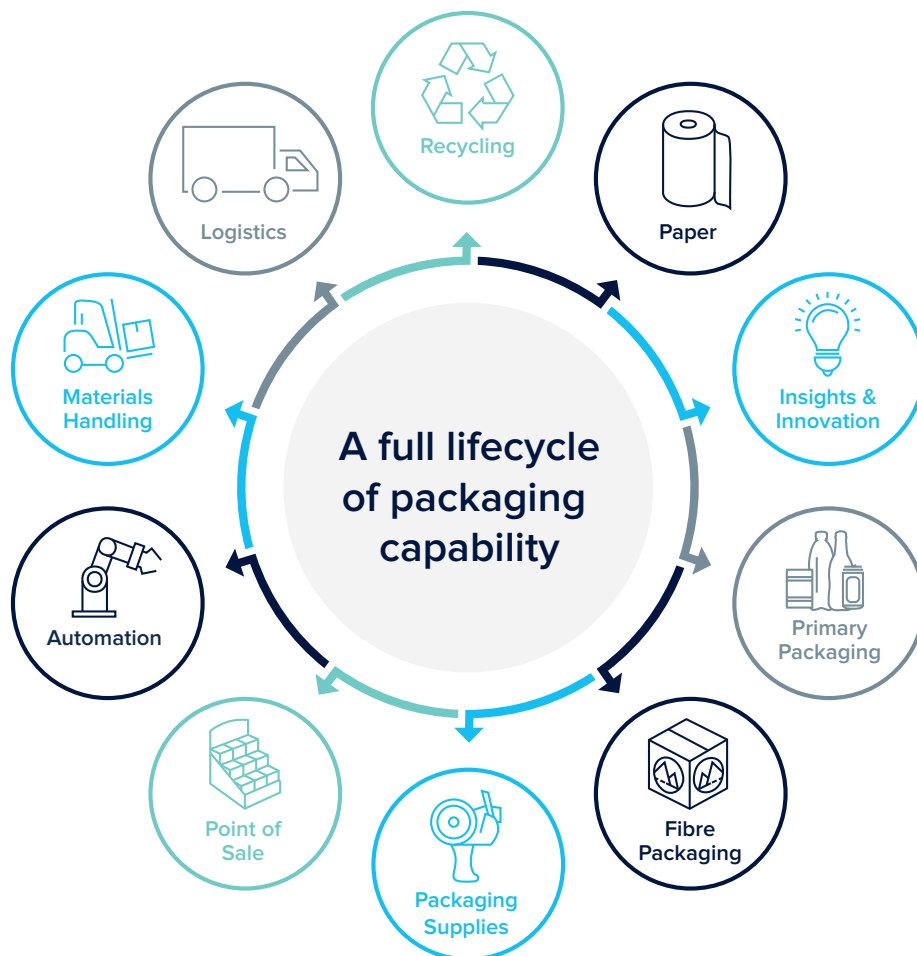 Recycling
Paper
Insights &
Innovation
Primary
Packaging
Fibre
Packaging
Packaging
Supplies
Point of
Sale
Automation
Materials
Handling
Logistics
A full lifecycle
of packaging
capability